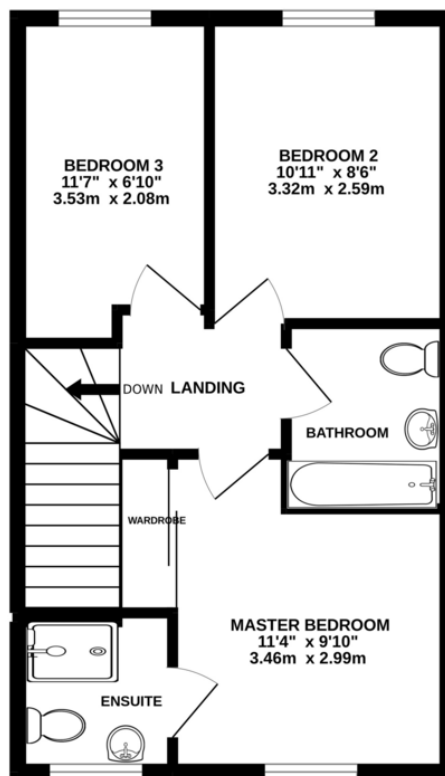 BEDROOM 3
11'7" x 6'10"
3.53m x 2.08m
BEDROOM 2
10'11" x 8'6"
3.32m x 2.59m
DOWN
LANDING
BATHROOM
WARDROBE
MASTER BEDROOM
11'4" x 9'10"
3.46m x 2.99m
ENSUITE